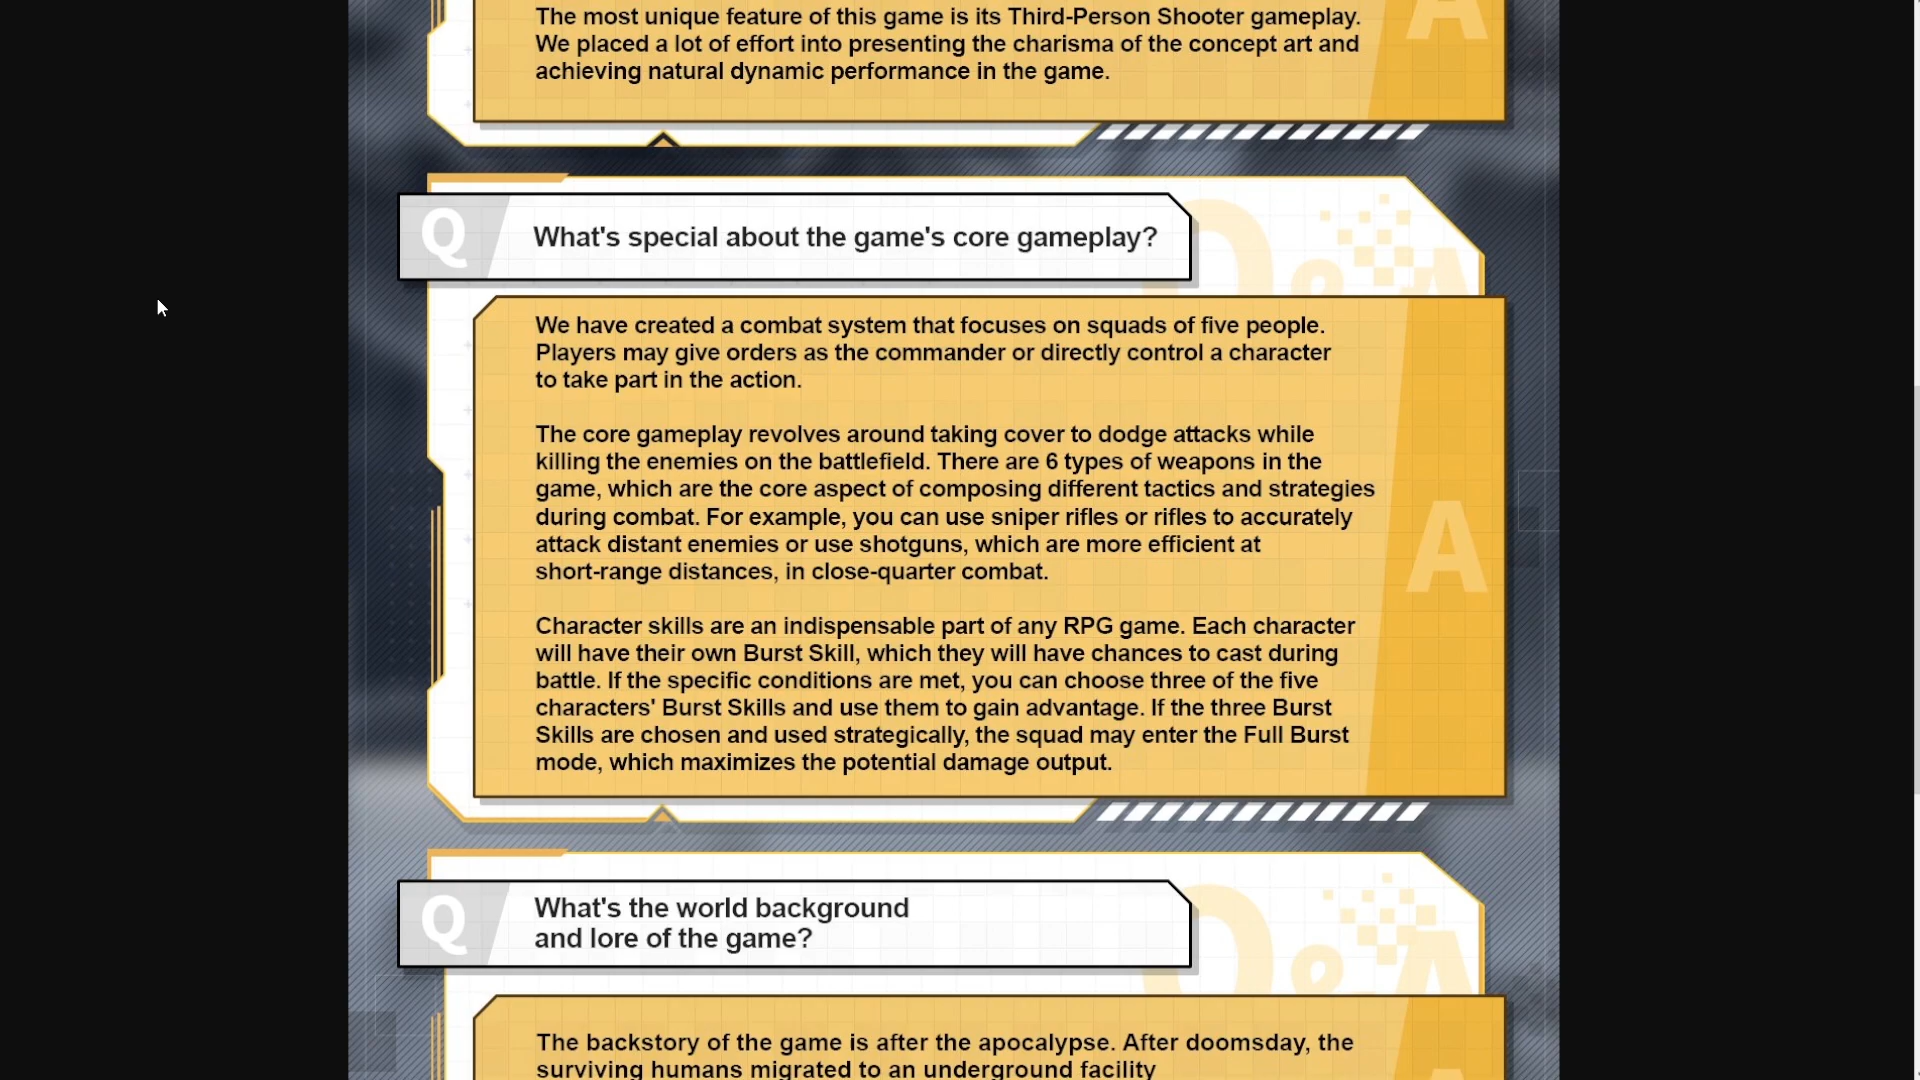 The most unique feature of this game is its Third-Person Shooter gameplay.
We placed a lot of effort into presenting the charisma of the concept art and
achieving natural dynamic performance in the game.
A
Q
What's special about the game's core gameplay?
Q & A
We have created a combat system that focuses on squads of five people.
Players may give orders as the commander or directly control a character
to take part in the action.
The core gameplay revolves around taking cover to dodge attacks while
killing the enemies on the battlefield. There are 6 types of weapons in the
game, which are the core aspect of composing different tactics and strategies
during combat. For example, you can use sniper rifles or rifles to accurately
attack distant enemies or use shotguns, which are more efficient at
short-range distances, in close-quarter combat.
Character skills are an indispensable part of any RPG game. Each character
will have their own Burst Skill, which they will have chances to cast during
battle. If the specific conditions are met, you can choose three of the five
characters' Burst Skills and use them to gain advantage. If the three Burst
Skills are chosen and used strategically, the squad may enter the Full Burst
mode, which maximizes the potential damage output.
A
Q
What's the world background
and lore of the game?
Q & A
The backstory of the game is after the apocalypse. After doomsday, the
surviving humans migrated to an underground facility